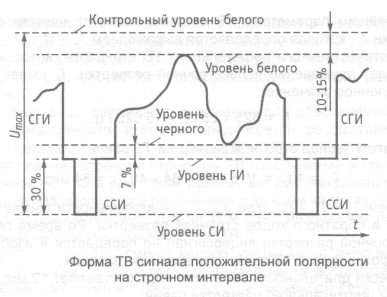 Контрольный уровень белого
Уровень белого
10-15%
Umax
СГИ
Уровень
черного
СГИ
30 %
7 %
Уровень ГИ
ССИ
ССИ
Уровень СИ
t
Форма ТВ сигнала положительной полярности
на строчном интервале